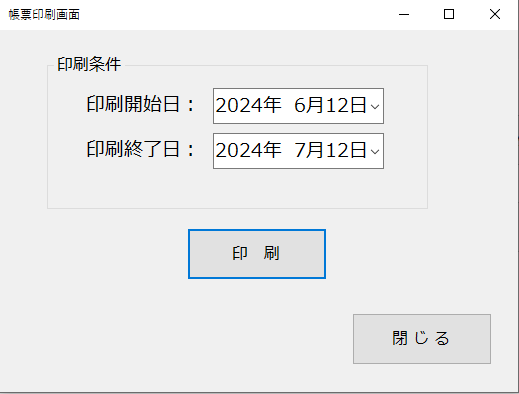 帳票印刷画面
印刷条件
印刷開始日： 2024年 6月12日
印刷終了日： 2024年 7月12日
印　刷
閉 じ る